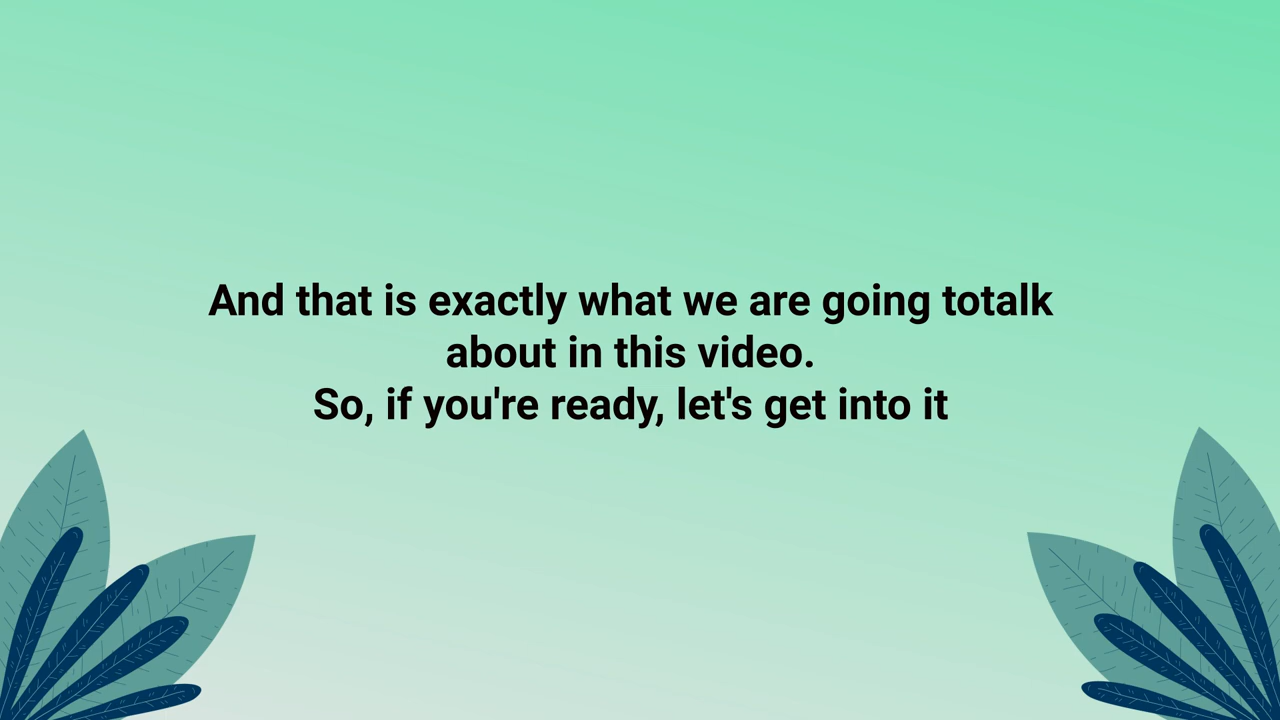 And that is exactly what we are going totalk
about in this video.
So, if you're ready, let's get into it